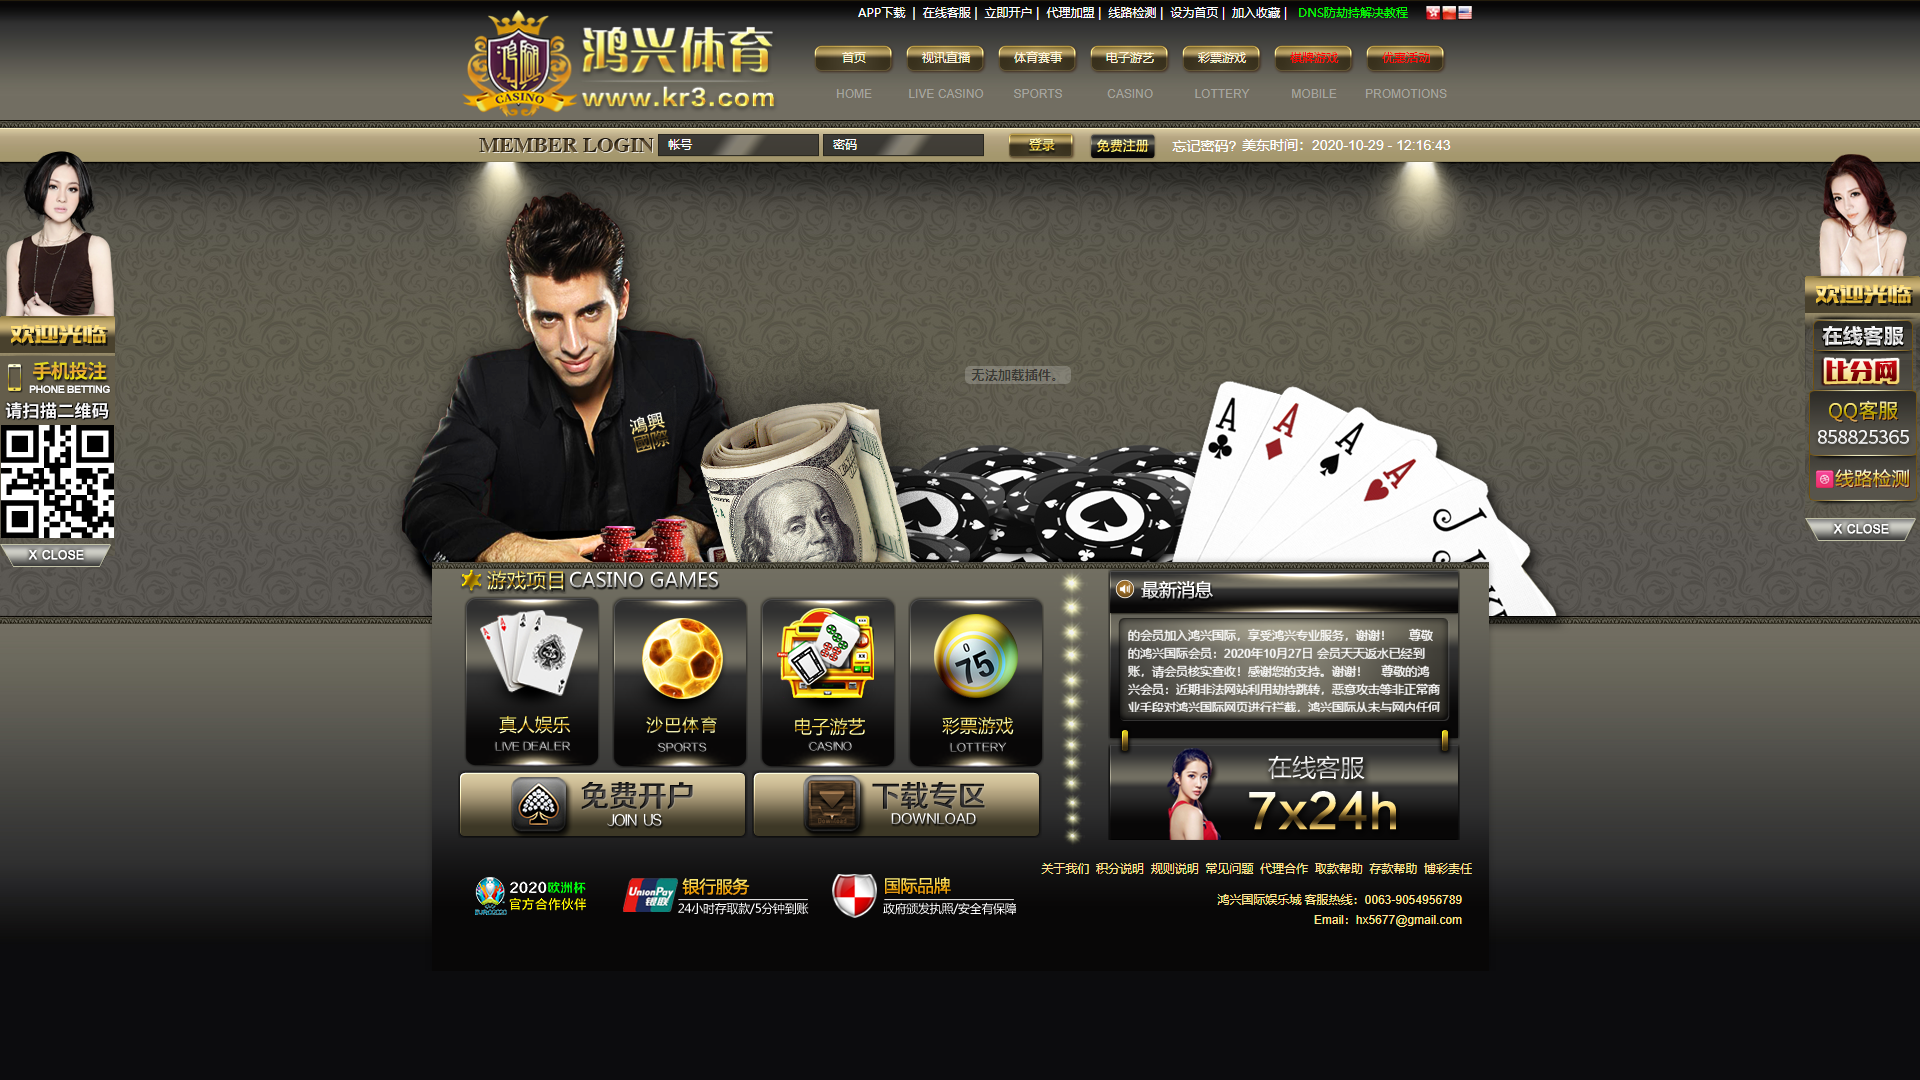 APP下载 | 在线客服 | 立即开户 | 代理加盟 | 线路检测 | 设为首页 | 加入收藏 | DNS防劫持解决教程
鸿兴体育
www.kr3.com
鴻興
CASINO
首页 视讯直播 体育赛事 电子游艺 彩票游戏 棋牌游戏 优惠活动
HOME LIVE CASINO SPORTS CASINO LOTTERY MOBILE PROMOTIONS
MEMBER LOGIN 帐号 密码 登录 免费注册 忘记密码? 美东时间：2020-10-29 - 12:16:43
欢迎光临
手机投注
PHONE BETTING
请扫描二维码
X CLOSE
欢迎光临
在线客服
比分网
QQ客服
858825365
线路检测
X CLOSE
无法加载插件。
鴻興
國際
A A A A J
游戏项目 CASINO GAMES
真人娱乐
LIVE DEALER
沙巴体育
SPORTS
电子游艺
CASINO
75
彩票游戏
LOTTERY
免费开户
JOIN US
下载专区
DOWNLOAD
最新消息
的会员加入鸿兴国际，享受鸿兴专业服务，谢谢！ 尊敬
的鸿兴国际会员：2020年10月27日 会员天天返水已经到
账，请会员核实查收！感谢您的支持。谢谢！ 尊敬的鸿
兴会员：近期非法网站利用劫持跳转，恶意攻击等非正常商
业手段对鸿兴国际网页进行拦截，鸿兴国际从未与网内任何
在线客服
7x24h
关于我们 积分说明 规则说明 常见问题 代理合作 取款帮助 存款帮助 博彩责任
EURO2020
2020欧洲杯
官方合作伙伴
UnionPay
银联
银行服务
24小时存取款/5分钟到账
国际品牌
政府颁发执照/安全有保障
鸿兴国际娱乐城 客服热线：0063-9054956789
Email：hx5677@gmail.com